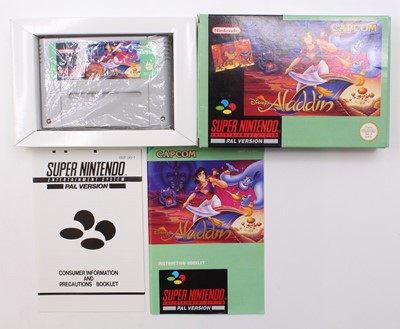 Nintendo
CAPCOM
Disney's
Aladdin
SUPER NINTENDO
ENTERTAINMENT SYSTEM
PAL VERSION
SUPER NINTENDO
ENTERTAINMENT SYSTEM
PAL VERSION
CONSUMER INFORMATION
AND
PRECAUTIONS BOOKLET
CAPCOM
Aladdin
INSTRUCTION BOOKLET
SUPER NINTENDO
ENTERTAINMENT SYSTEM
PAL VERSION